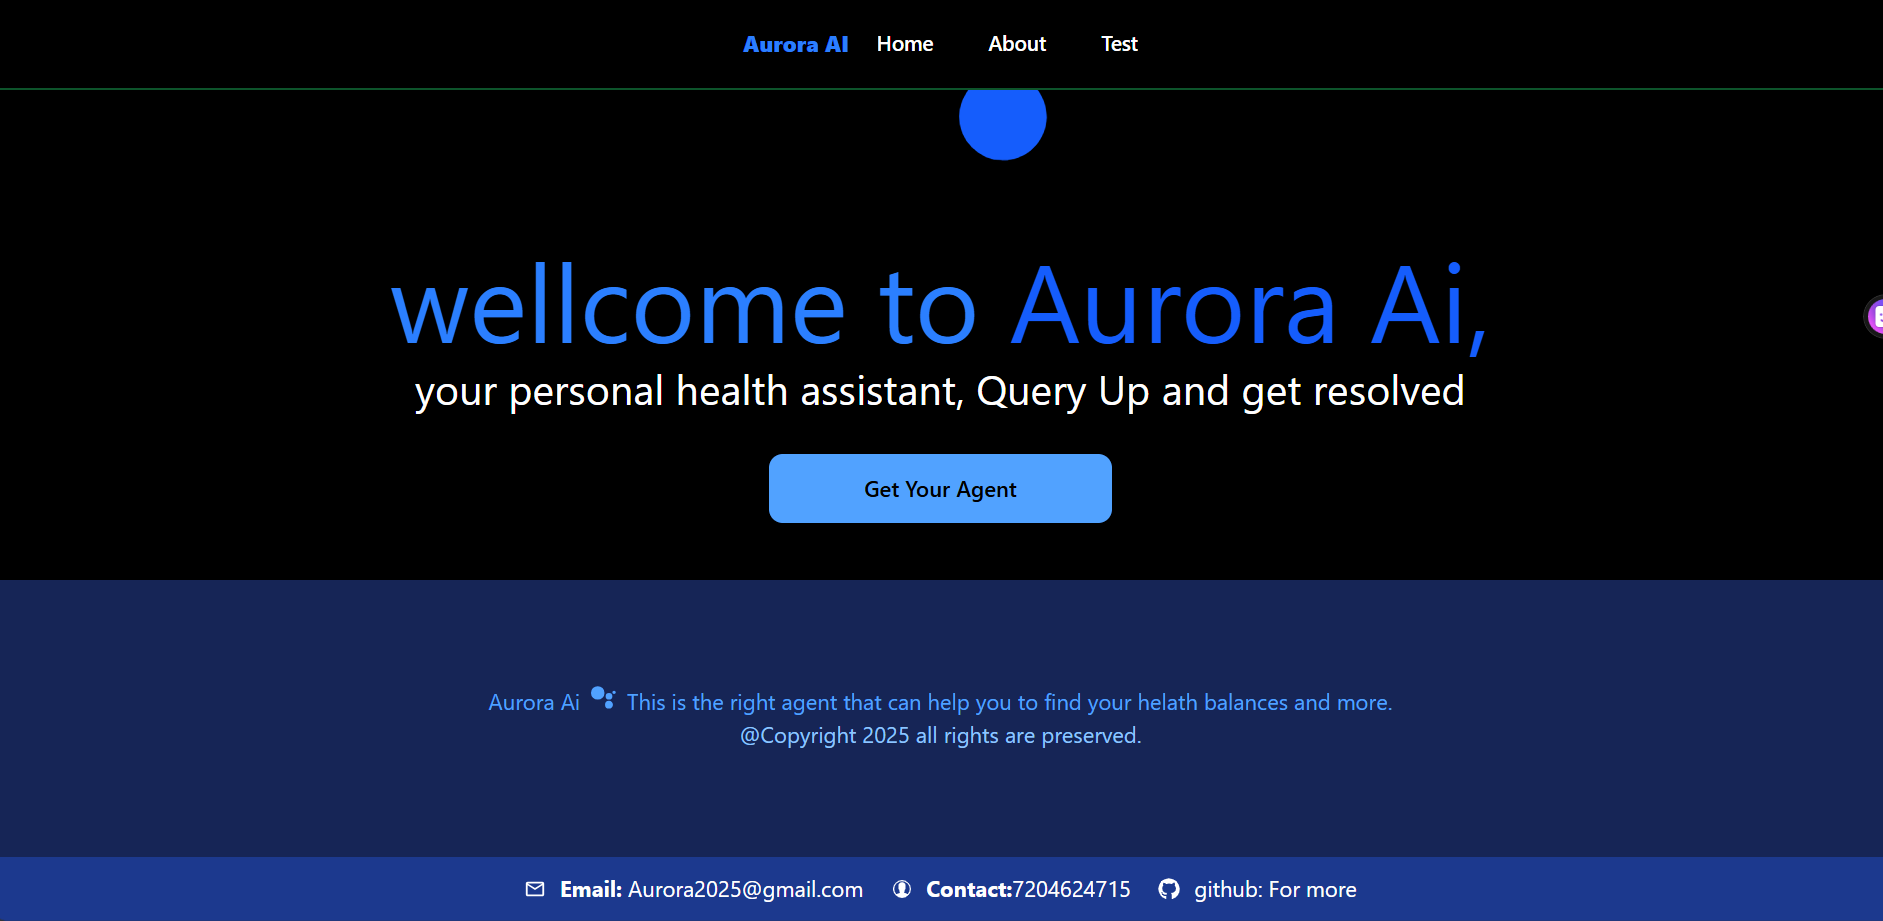 Aurora AI Home About Test
wellcome to Aurora Ai,
your personal health assistant, Query Up and get resolved
Get Your Agent
Aurora Ai This is the right agent that can help you to find your helath balances and more.
@Copyright 2025 all rights are preserved.
Email: Aurora2025@gmail.com Contact:7204624715 github: For more